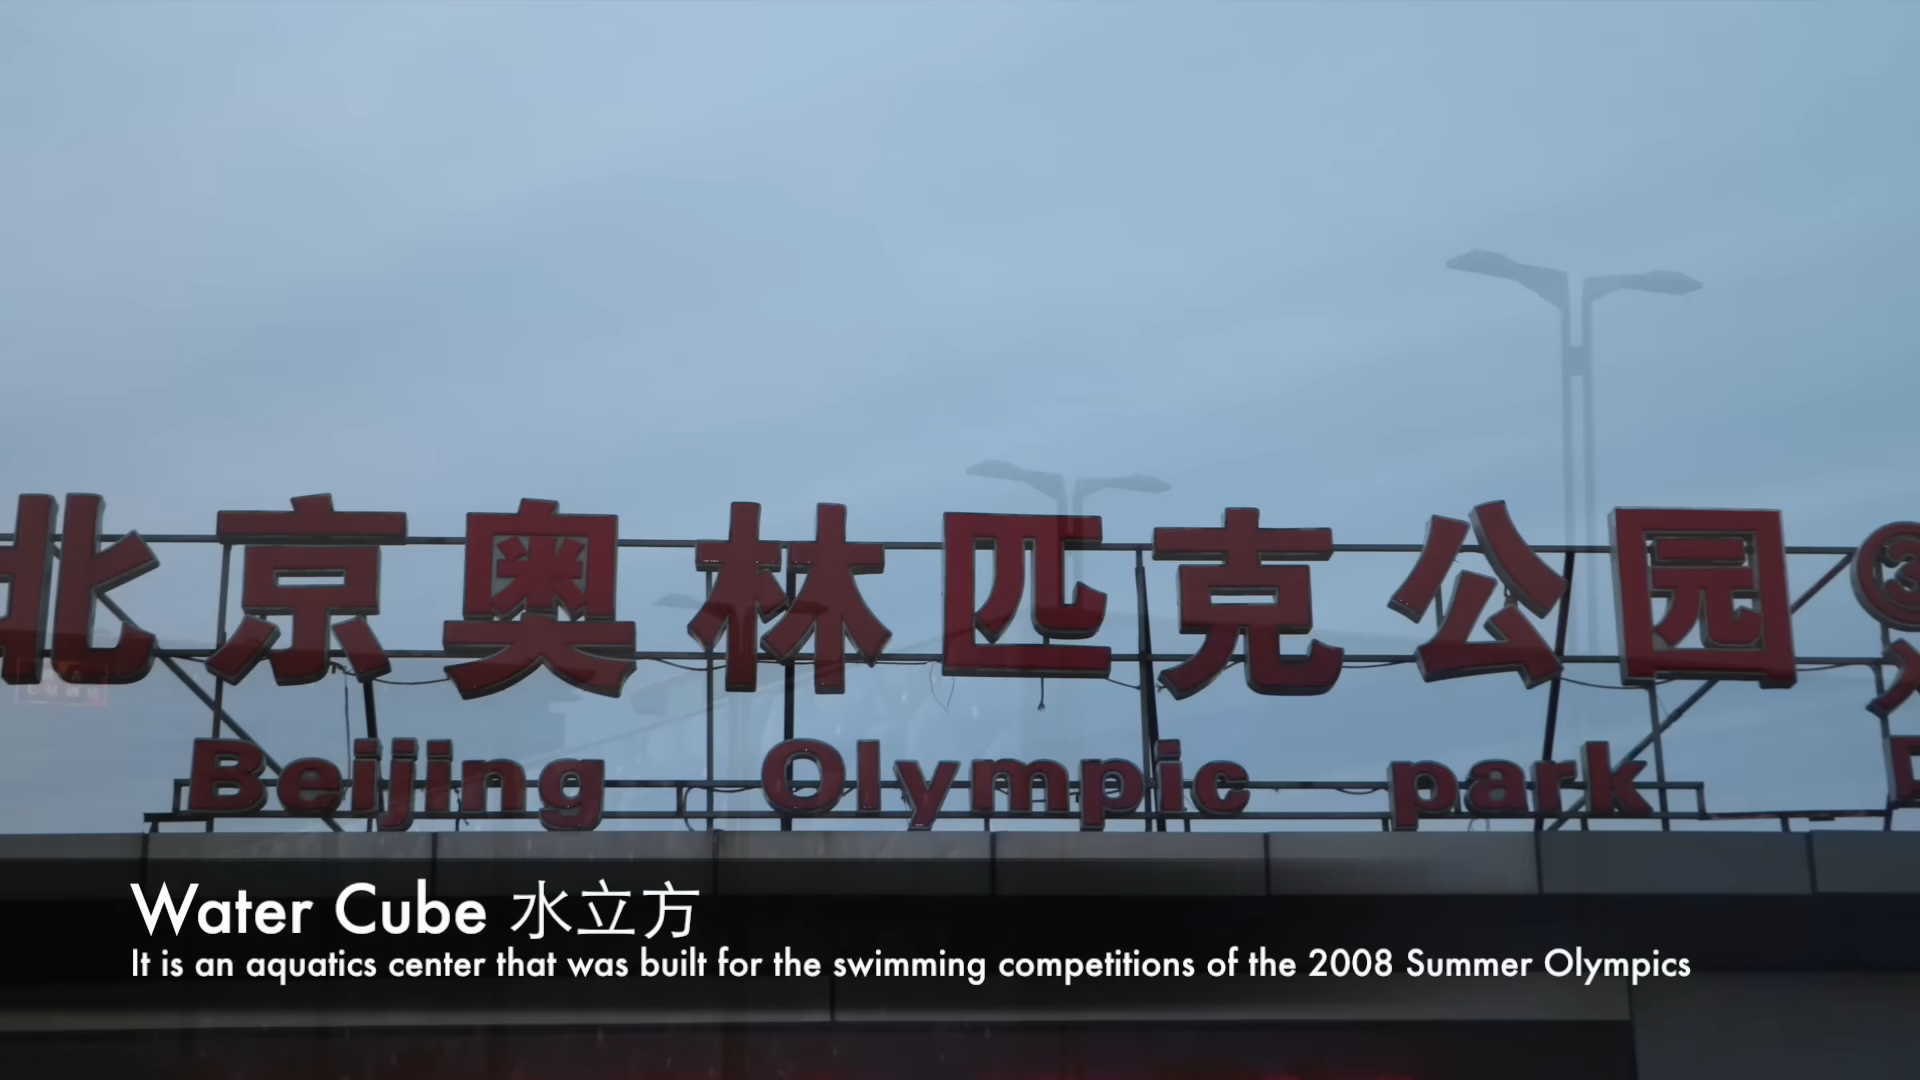 北京奥林匹克公园③
Beijing Olympic park
Water Cube 水立方
It is an aquatics center that was built for the swimming competitions of the 2008 Summer Olympics